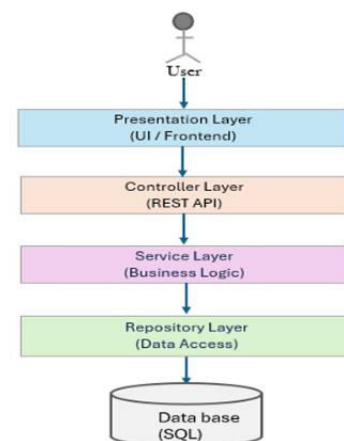 User
Presentation Layer
(UI / Frontend)
Controller Layer
(REST API)
Service Layer
(Business Logic)
Repository Layer
(Data Access)
Data base
(SQL)